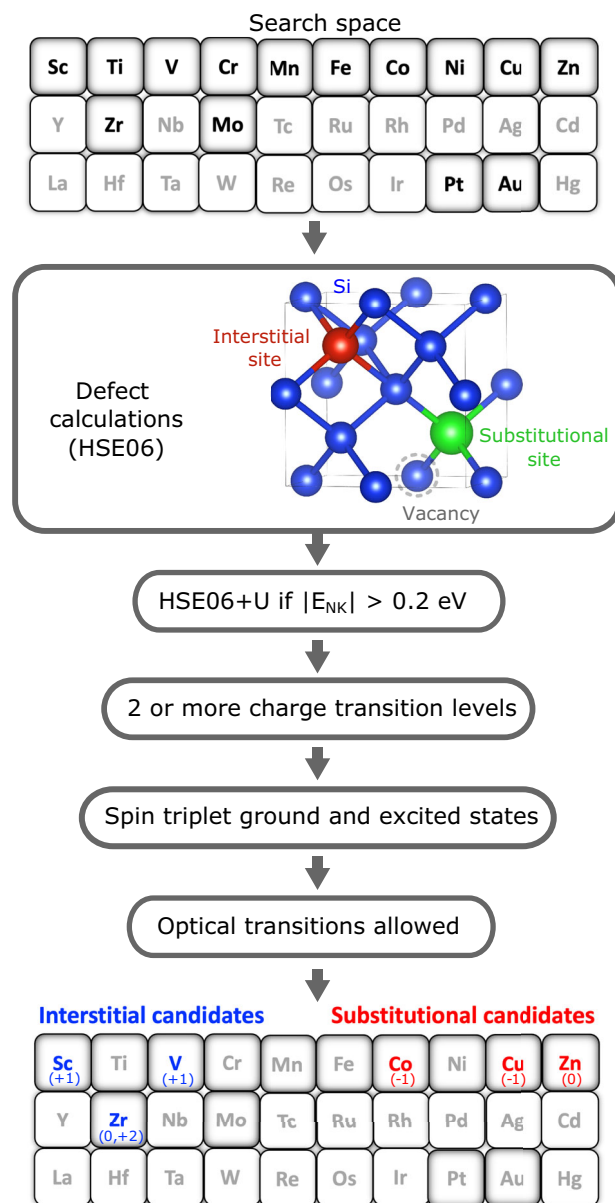 Search space
Sc Ti V Cr Mn Fe Co Ni Cu Zn
Y Zr Nb Mo Tc Ru Rh Pd Ag Cd
La Hf Ta W Re Os Ir Pt Au Hg
Si
Interstitial
site
Defect
calculations
(HSE06)
Substitutional
site
Vacancy
HSE06+U if |E_NK| > 0.2 eV
2 or more charge transition levels
Spin triplet ground and excited states
Optical transitions allowed
Interstitial candidates Substitutional candidates
Sc Ti V Cr Mn Fe Co Ni Cu Zn
(+1) (+1) (-1) (-1) (0)
Y Zr Nb Mo Tc Ru Rh Pd Ag Cd
(0,+2)
La Hf Ta W Re Os Ir Pt Au Hg